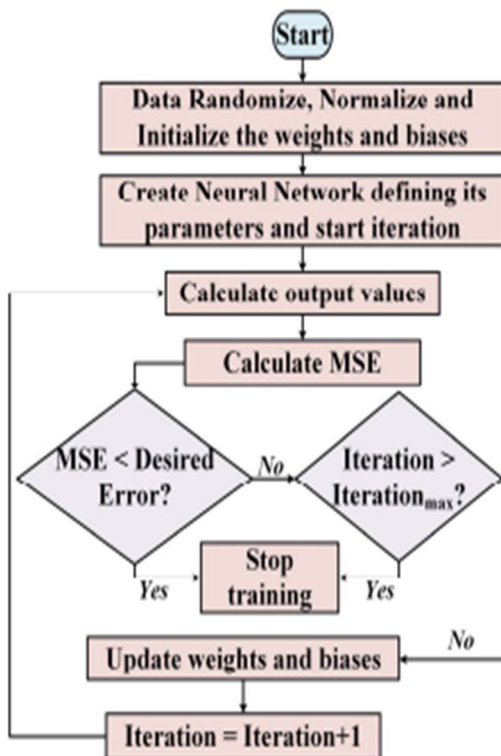 Start
Data Randomize, Normalize and
Initialize the weights and biases
Create Neural Network defining its
parameters and start iteration
Calculate output values
Calculate MSE
MSE < Desired
Error?
No
Iteration >
Iterationmax?
Yes
Stop
training
Yes
No
Update weights and biases
Iteration = Iteration+1